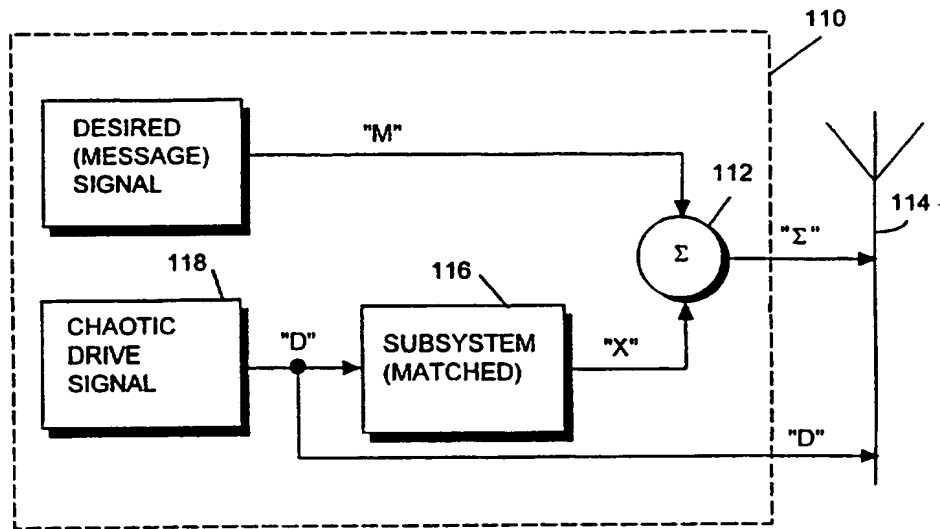 110
DESIRED
(MESSAGE)
SIGNAL
"M"
112
Σ
"Σ"
114
118
CHAOTIC
DRIVE
SIGNAL
"D"
116
SUBSYSTEM
(MATCHED)
"X"
"D"